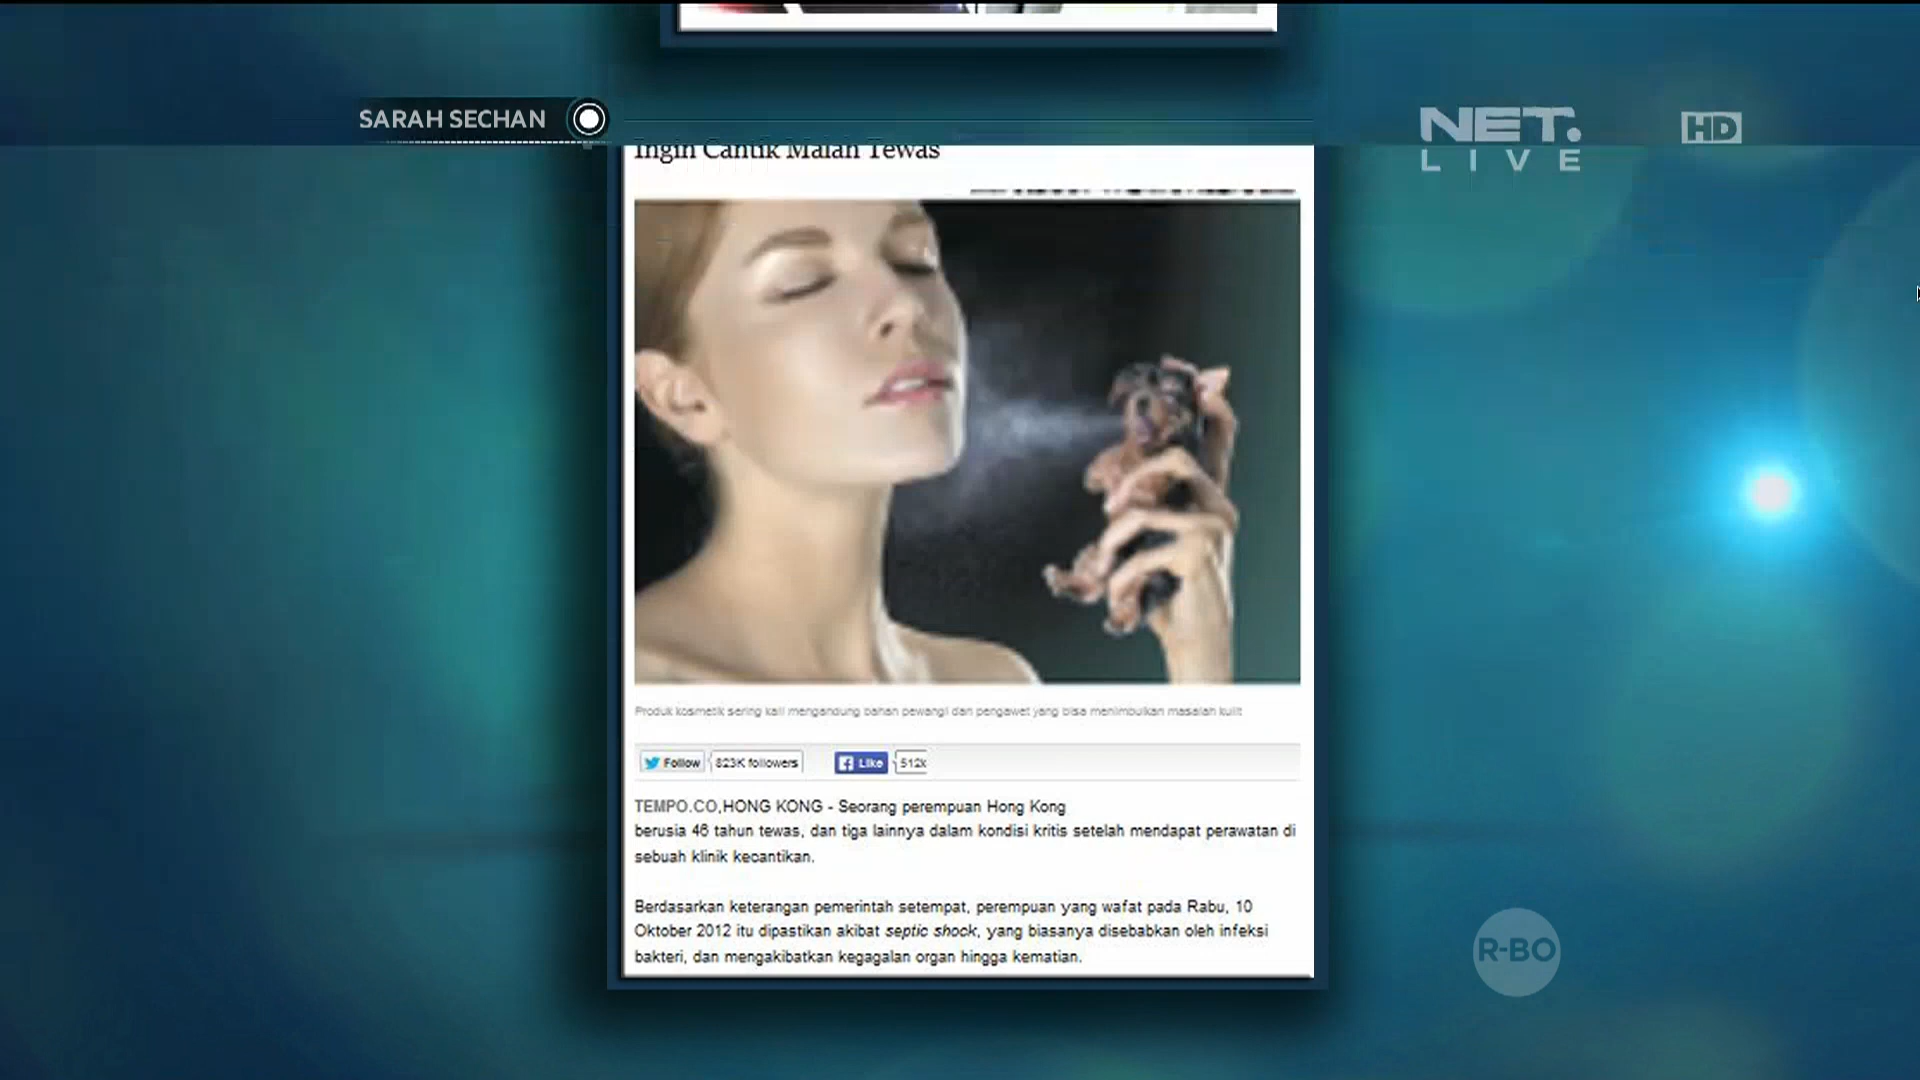 SARAH SECHAN
NET.
LIVE
HD
Ingin Cantik Malah Tewas
Produk kosmetik sering kali mengandung bahan pewangi dan pengawet yang bisa menimbulkan masalah kulit
Follow 823K followers Like 512k
TEMPO.CO,HONG KONG - Seorang perempuan Hong Kong
berusia 46 tahun tewas, dan tiga lainnya dalam kondisi kritis setelah mendapat perawatan di
sebuah klinik kecantikan.
Berdasarkan keterangan pemerintah setempat, perempuan yang wafat pada Rabu, 10
Oktober 2012 itu dipastikan akibat septic shock, yang biasanya disebabkan oleh infeksi
bakteri, dan mengakibatkan kegagalan organ hingga kematian.
R-BO